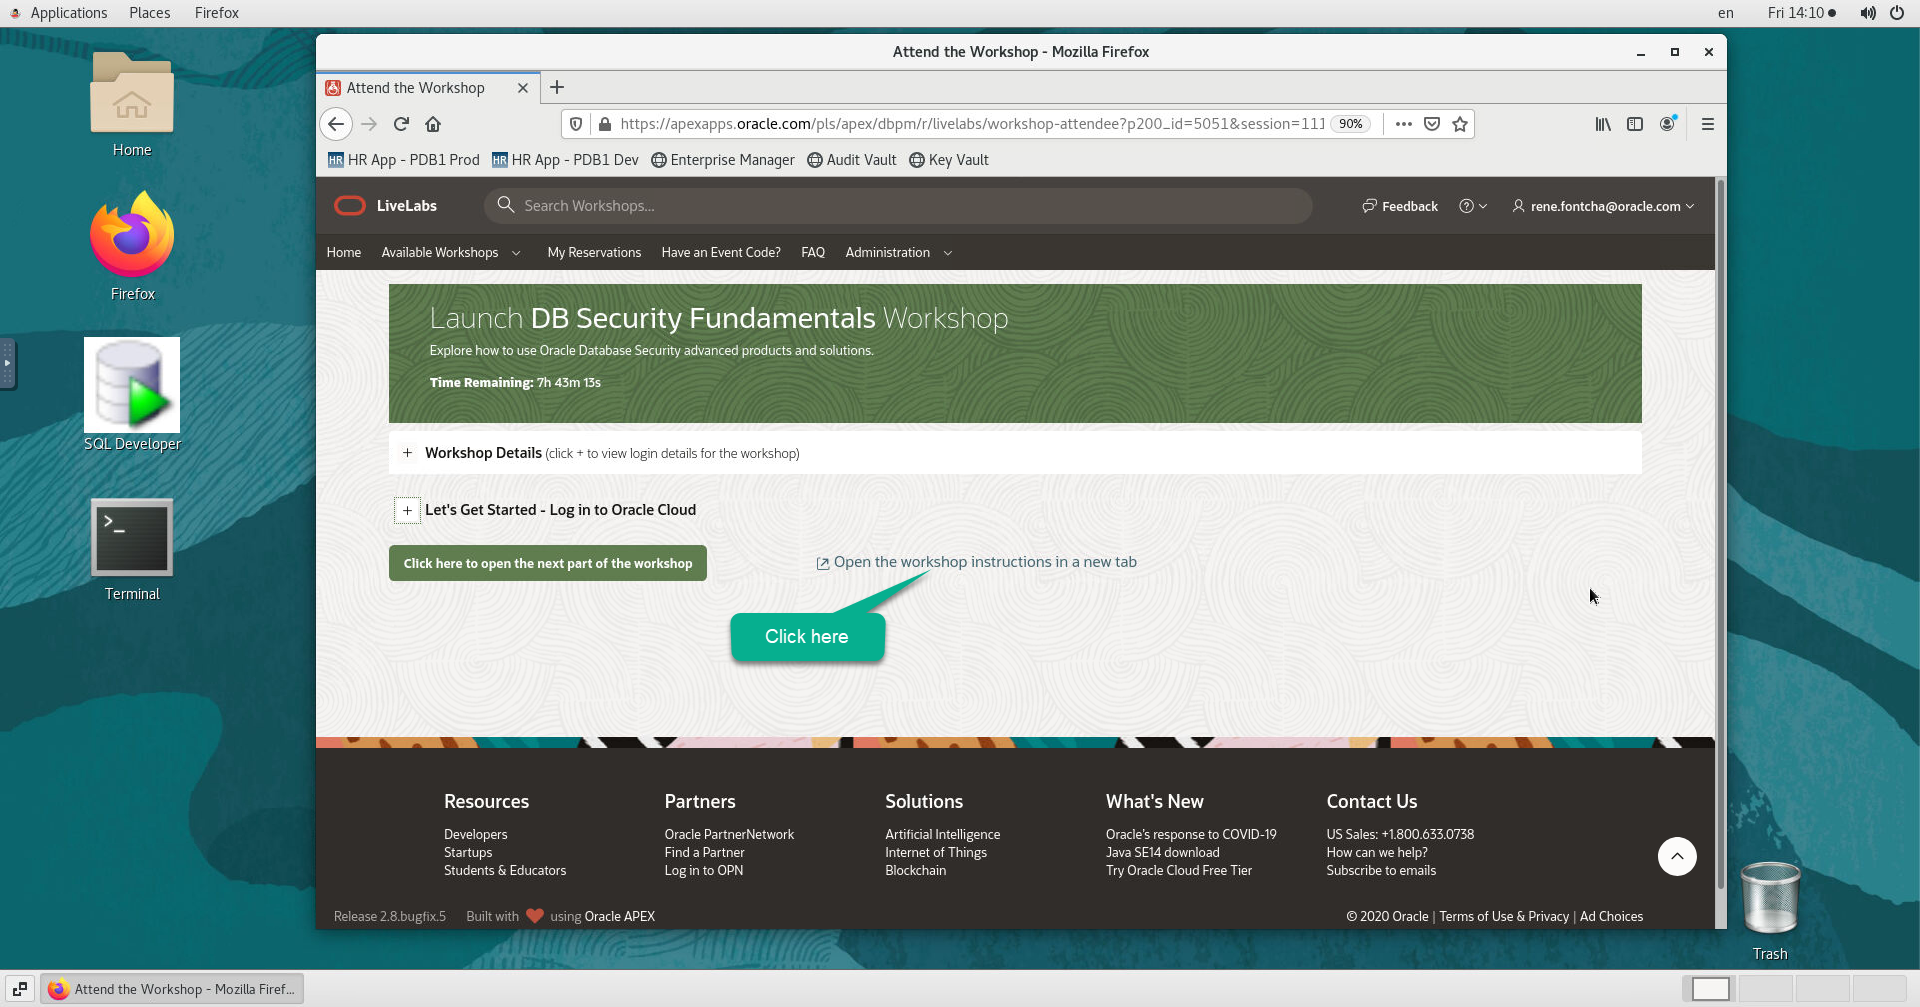 Applications Places Firefox en Fri 14:10
Attend the Workshop - Mozilla Firefox
Attend the Workshop
https://apexapps.oracle.com/pls/apex/dbpm/r/livelabs/workshop-attendee?p200_id=5051&session=111 90%
HR HR App - PDB1 Prod HR HR App - PDB1 Dev Enterprise Manager Audit Vault Key Vault
LiveLabs Search Workshops... Feedback rene.fontcha@oracle.com
Home Available Workshops My Reservations Have an Event Code? FAQ Administration
Launch DB Security Fundamentals Workshop
Explore how to use Oracle Database Security advanced products and solutions.
Time Remaining: 7h 43m 13s
+ Workshop Details (click + to view login details for the workshop)
+ Let's Get Started - Log in to Oracle Cloud
Click here to open the next part of the workshop Open the workshop instructions in a new tab
Click here
Resources Partners Solutions What's New Contact Us
Developers Oracle PartnerNetwork Artificial Intelligence Oracle's response to COVID-19 US Sales: +1.800.633.0738
Startups Find a Partner Internet of Things Java SE14 download How can we help?
Students & Educators Log in to OPN Blockchain Try Oracle Cloud Free Tier Subscribe to emails
Release 2.8.bugfix.5 Built with ❤ using Oracle APEX © 2020 Oracle | Terms of Use & Privacy | Ad Choices
Home
Firefox
SQL Developer
>_
Terminal
Trash
Attend the Workshop - Mozilla Firef...